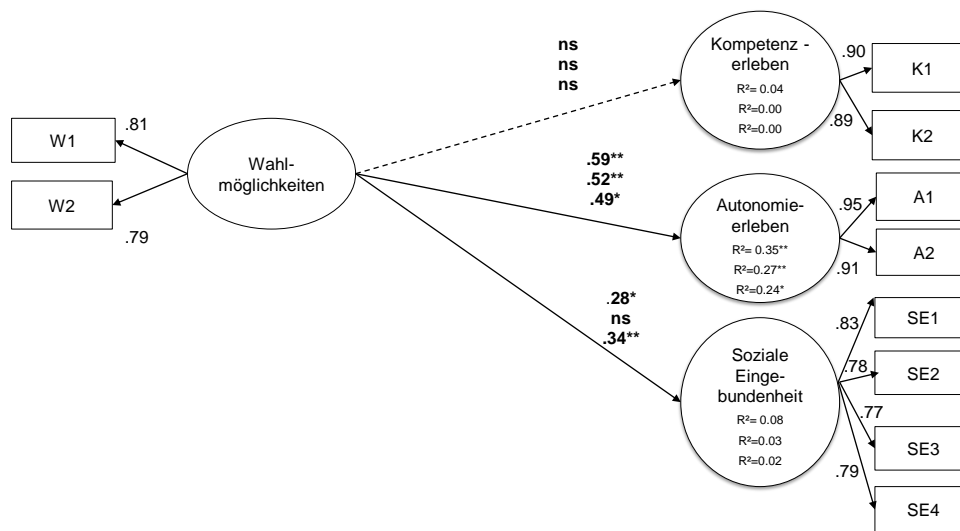 W1
W2
.81
.79
Wahl-
möglichkeiten
ns
ns
ns
.59**
.52**
.49*
.28*
ns
.34**
Kompetenz -
erleben
R²= 0.04
R²=0.00
R²=0.00
.90
.89
K1
K2
Autonomie-
erleben
R²= 0.35**
R²=0.27**
R²=0.24*
.95
.91
A1
A2
Soziale
Einge-
bundenheit
R²= 0.08
R²=0.03
R²=0.02
.83
.78
.77
.79
SE1
SE2
SE3
SE4